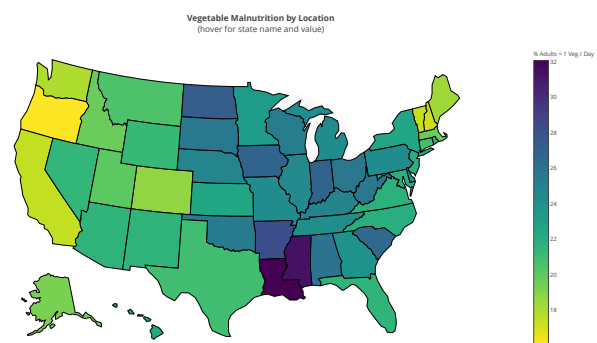 Vegetable Malnutrition by Location
(hover for state name and value)
% Adults < 1 Veg / Day
32
30
28
26
24
22
20
18